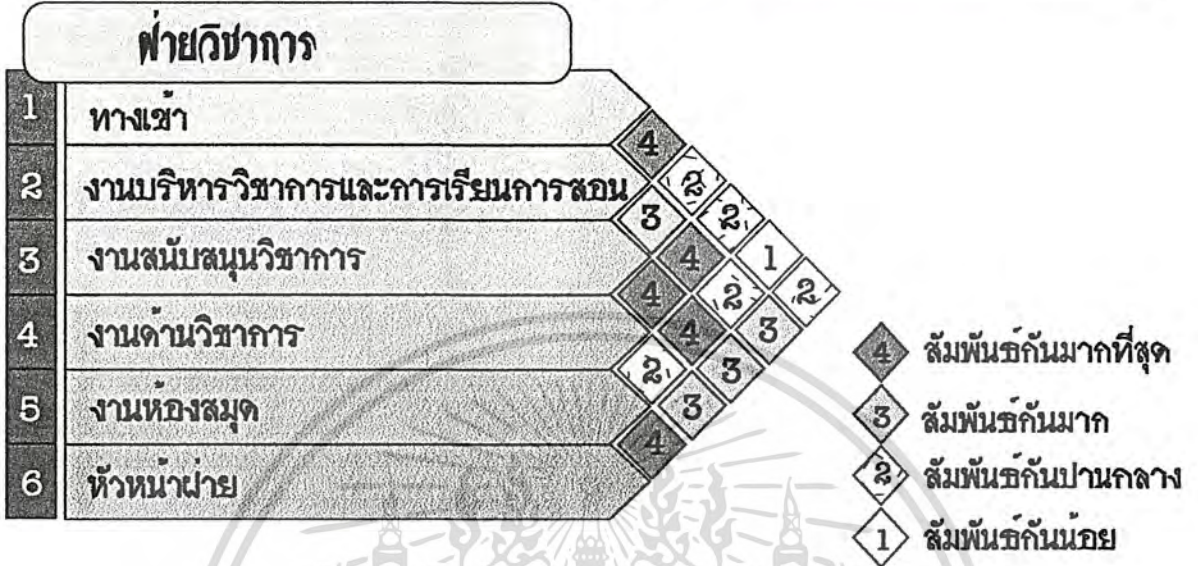 ฝ่ายวิชาการ
1 ทางเข้า
2 งานบริหารวิชาการและการเรียนการสอน
3 งานสนับสนุนวิชาการ
4 งานด้านวิชาการ
5 งานห้องสมุด
6 หัวหน้าฝ่าย
4
2
3 2
4 1
4 2 2
4 3
2 3
3
4
4 สัมพันธ์กันมากที่สุด
3 สัมพันธ์กันมาก
2 สัมพันธ์กันปานกลาง
1 สัมพันธ์กันน้อย